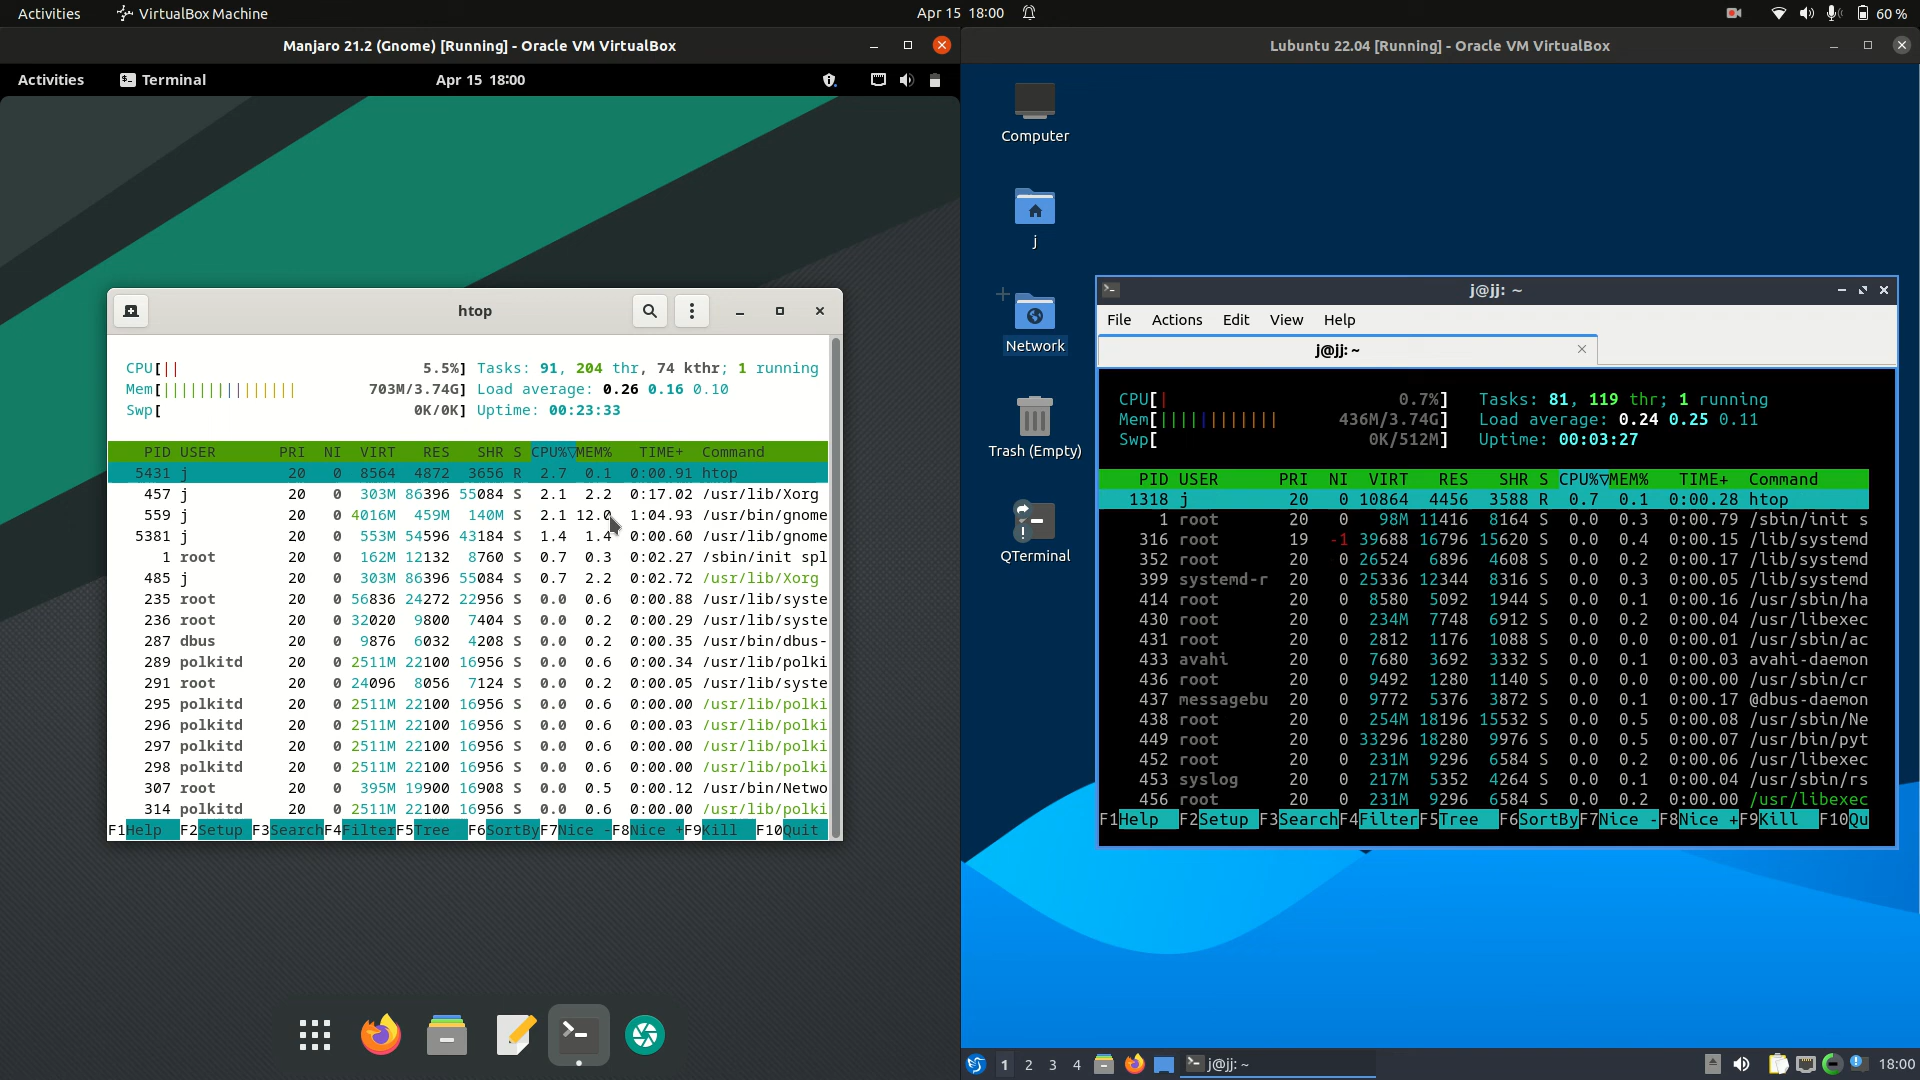 Activities VirtualBox Machine Apr 15 18:00 60 %
Manjaro 21.2 (Gnome) [Running] - Oracle VM VirtualBox
Activities Terminal Apr 15 18:00
htop
CPU[|| 5.5%] Tasks: 91, 204 thr, 74 kthr; 1 running
Mem[||||||||||||||| 703M/3.74G] Load average: 0.26 0.16 0.10
Swp[ 0K/0K] Uptime: 00:23:33
PID USER PRI NI VIRT RES SHR S CPU%▽MEM% TIME+ Command
5431 j 20 0 8564 4872 3656 R 2.7 0.1 0:00.91 htop
457 j 20 0 303M 86396 55084 S 2.1 2.2 0:17.02 /usr/lib/Xorg
559 j 20 0 4016M 459M 140M S 2.1 12.0 1:04.93 /usr/bin/gnome
5381 j 20 0 553M 54596 43184 S 1.4 1.4 0:00.60 /usr/lib/gnome
1 root 20 0 162M 12132 8760 S 0.7 0.3 0:02.27 /sbin/init spl
485 j 20 0 303M 86396 55084 S 0.7 2.2 0:02.72 /usr/lib/Xorg
235 root 20 0 56836 24272 22956 S 0.0 0.6 0:00.88 /usr/lib/syste
236 root 20 0 32020 9800 7404 S 0.0 0.2 0:00.29 /usr/lib/syste
287 dbus 20 0 9876 6032 4208 S 0.0 0.2 0:00.35 /usr/bin/dbus-
289 polkitd 20 0 2511M 22100 16956 S 0.0 0.6 0:00.34 /usr/lib/polki
291 root 20 0 24096 8056 7124 S 0.0 0.2 0:00.05 /usr/lib/syste
295 polkitd 20 0 2511M 22100 16956 S 0.0 0.6 0:00.00 /usr/lib/polki
296 polkitd 20 0 2511M 22100 16956 S 0.0 0.6 0:00.03 /usr/lib/polki
297 polkitd 20 0 2511M 22100 16956 S 0.0 0.6 0:00.00 /usr/lib/polki
298 polkitd 20 0 2511M 22100 16956 S 0.0 0.6 0:00.00 /usr/lib/polki
307 root 20 0 395M 19900 16908 S 0.0 0.5 0:00.12 /usr/bin/Netwo
314 polkitd 20 0 2511M 22100 16956 S 0.0 0.6 0:00.00 /usr/lib/polki
F1Help F2Setup F3SearchF4FilterF5Tree F6SortByF7Nice -F8Nice +F9Kill F10Quit
Lubuntu 22.04 [Running] - Oracle VM VirtualBox
Computer
j
Network
Trash (Empty)
QTerminal
j@jj: ~
File Actions Edit View Help
j@jj: ~
CPU[| 0.7%] Tasks: 81, 119 thr; 1 running
Mem[|||||||||||| 436M/3.74G] Load average: 0.24 0.25 0.11
Swp[ 0K/512M] Uptime: 00:03:27
PID USER PRI NI VIRT RES SHR S CPU%▽MEM% TIME+ Command
1318 j 20 0 10864 4456 3588 R 0.7 0.1 0:00.28 htop
1 root 20 0 98M 11416 8164 S 0.0 0.3 0:00.79 /sbin/init s
316 root 19 -1 39688 16796 15620 S 0.0 0.4 0:00.15 /lib/systemd
352 root 20 0 26524 6896 4608 S 0.0 0.2 0:00.17 /lib/systemd
399 systemd-r 20 0 25336 12344 8316 S 0.0 0.3 0:00.05 /lib/systemd
414 root 20 0 8580 5092 1944 S 0.0 0.1 0:00.16 /usr/sbin/ha
430 root 20 0 234M 7748 6912 S 0.0 0.2 0:00.04 /usr/libexec
431 root 20 0 2812 1176 1088 S 0.0 0.0 0:00.01 /usr/sbin/ac
433 avahi 20 0 7680 3692 3332 S 0.0 0.1 0:00.03 avahi-daemon
436 root 20 0 9492 1280 1140 S 0.0 0.0 0:00.00 /usr/sbin/cr
437 messagebu 20 0 9772 5376 3872 S 0.0 0.1 0:00.17 @dbus-daemon
438 root 20 0 254M 18196 15532 S 0.0 0.5 0:00.08 /usr/sbin/Ne
449 root 20 0 33296 18280 9976 S 0.0 0.5 0:00.07 /usr/bin/pyt
452 root 20 0 231M 9296 6584 S 0.0 0.2 0:00.06 /usr/libexec
453 syslog 20 0 217M 5352 4264 S 0.0 0.1 0:00.04 /usr/sbin/rs
456 root 20 0 231M 9296 6584 S 0.0 0.2 0:00.00 /usr/libexec
F1Help F2Setup F3SearchF4FilterF5Tree F6SortByF7Nice -F8Nice +F9Kill F10Qu
1 2 3 4 j@jj: ~ 18:00